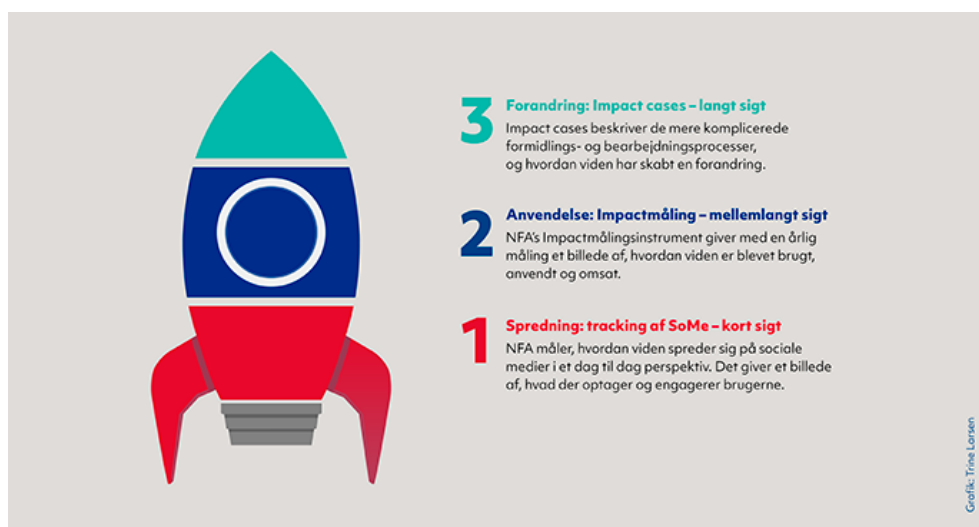 3
Forandring: Impact cases – langt sigt
Impact cases beskriver de mere komplicerede
formidlings- og bearbejdningsprocesser,
og hvordan viden har skabt en forandring.
2
Anvendelse: Impactmåling – mellemlangt sigt
NFA's Impactmålingsinstrument giver med en årlig
måling et billede af, hvordan viden er blevet brugt,
anvendt og omsat.
1
Spredning: tracking af SoMe – kort sigt
NFA måler, hvordan viden spreder sig på sociale
medier i et dag til dag perspektiv. Det giver et billede
af, hvad der optager og engagerer brugerne.
Grafik: Trine Larsen